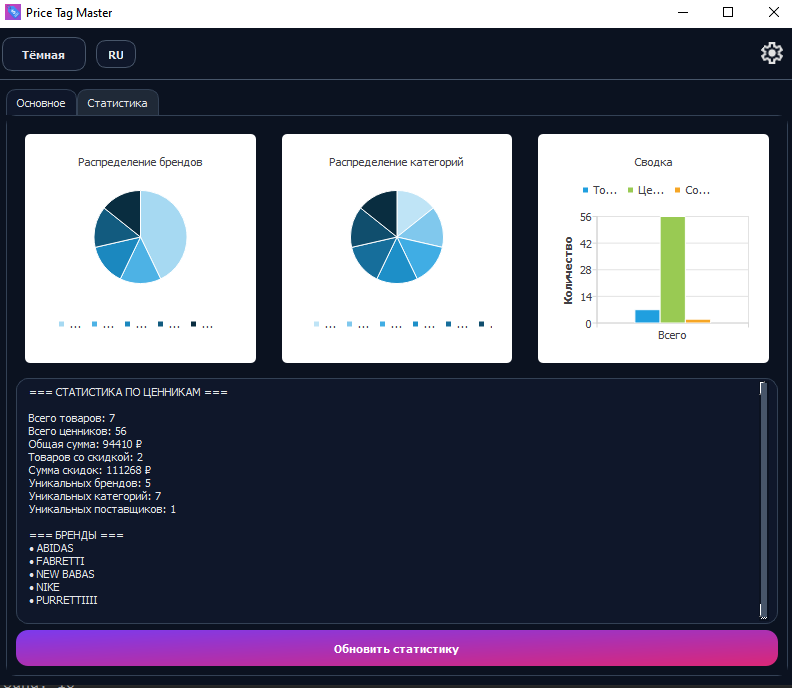 Price Tag Master
Тёмная
RU
Основное
Статистика
Распределение брендов
... ... ... ... ...
Распределение категорий
... ... ... ... ... .
Сводка
То... Це... Со...
56
42
28
14
0
Количество
Всего
=== СТАТИСТИКА ПО ЦЕННИКАМ ===
Всего товаров: 7
Всего ценников: 56
Общая сумма: 94410 ₽
Товаров со скидкой: 2
Сумма скидок: 111268 ₽
Уникальных брендов: 5
Уникальных категорий: 7
Уникальных поставщиков: 1
=== БРЕНДЫ ===
• ABIDAS
• FABRETTI
• NEW BABAS
• NIKE
• PURRETTIIII
Обновить статистику